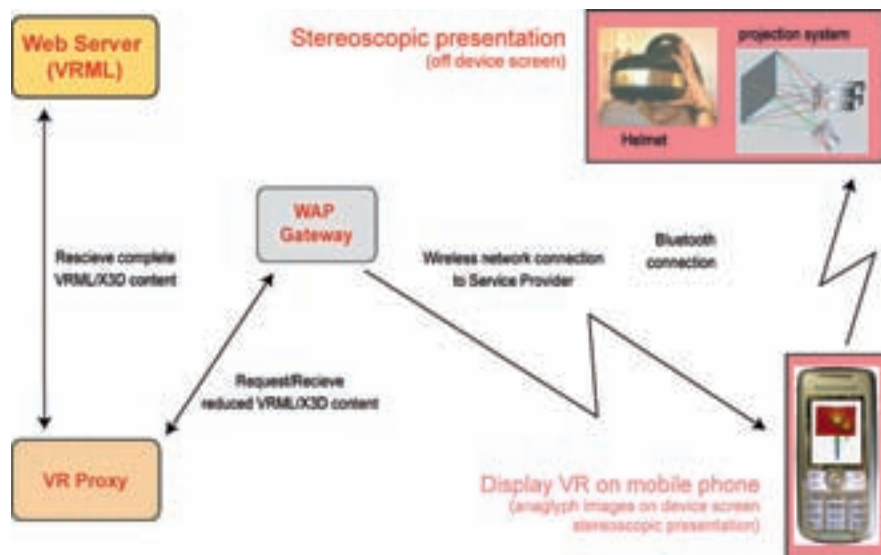 Web Server
(VRML)
Stereoscopic presentation
(off device screen)
projection system
Helmet
WAP
Gateway
Rescieve complete
VRML/X3D content
Wireless network connection
to Service Provider
Bluetooth
connection
Request/Recieve
reduced VRML/X3D content
VR Proxy
Display VR on mobile phone
(anaglyph images on device screen
stereoscopic presentation)